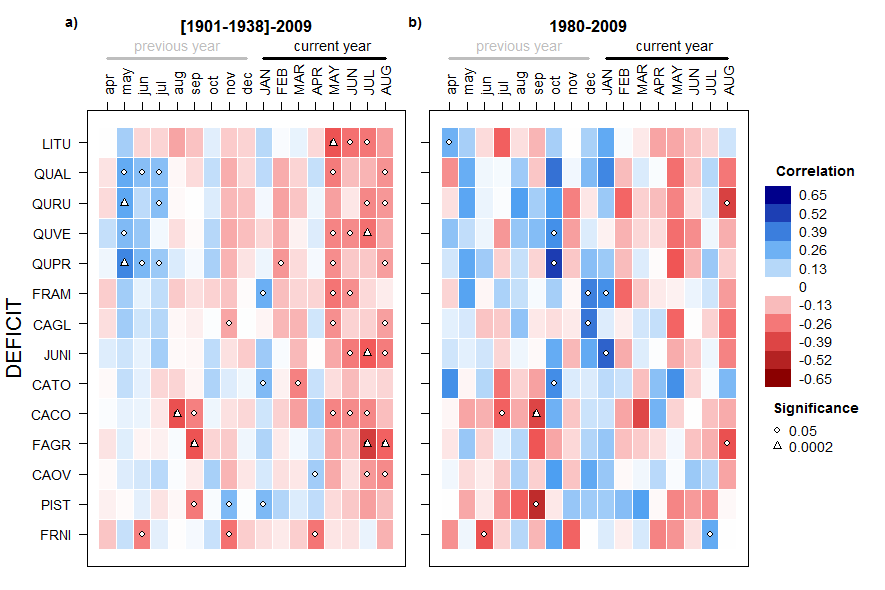 a) [1901-1938]-2009 b) 1980-2009
previous year current year previous year current year
apr may jun jul aug sep oct nov dec JAN FEB MAR APR MAY JUN JUL AUG apr may jun jul aug sep oct nov dec JAN FEB MAR APR MAY JUN JUL AUG
DEFICIT
LITU
QUAL
QURU
QUVE
QUPR
FRAM
CAGL
JUNI
CATO
CACO
FAGR
CAOV
PIST
FRNI
Correlation
0.65
0.52
0.39
0.26
0.13
0
-0.13
-0.26
-0.39
-0.52
-0.65
Significance
0.05
0.0002